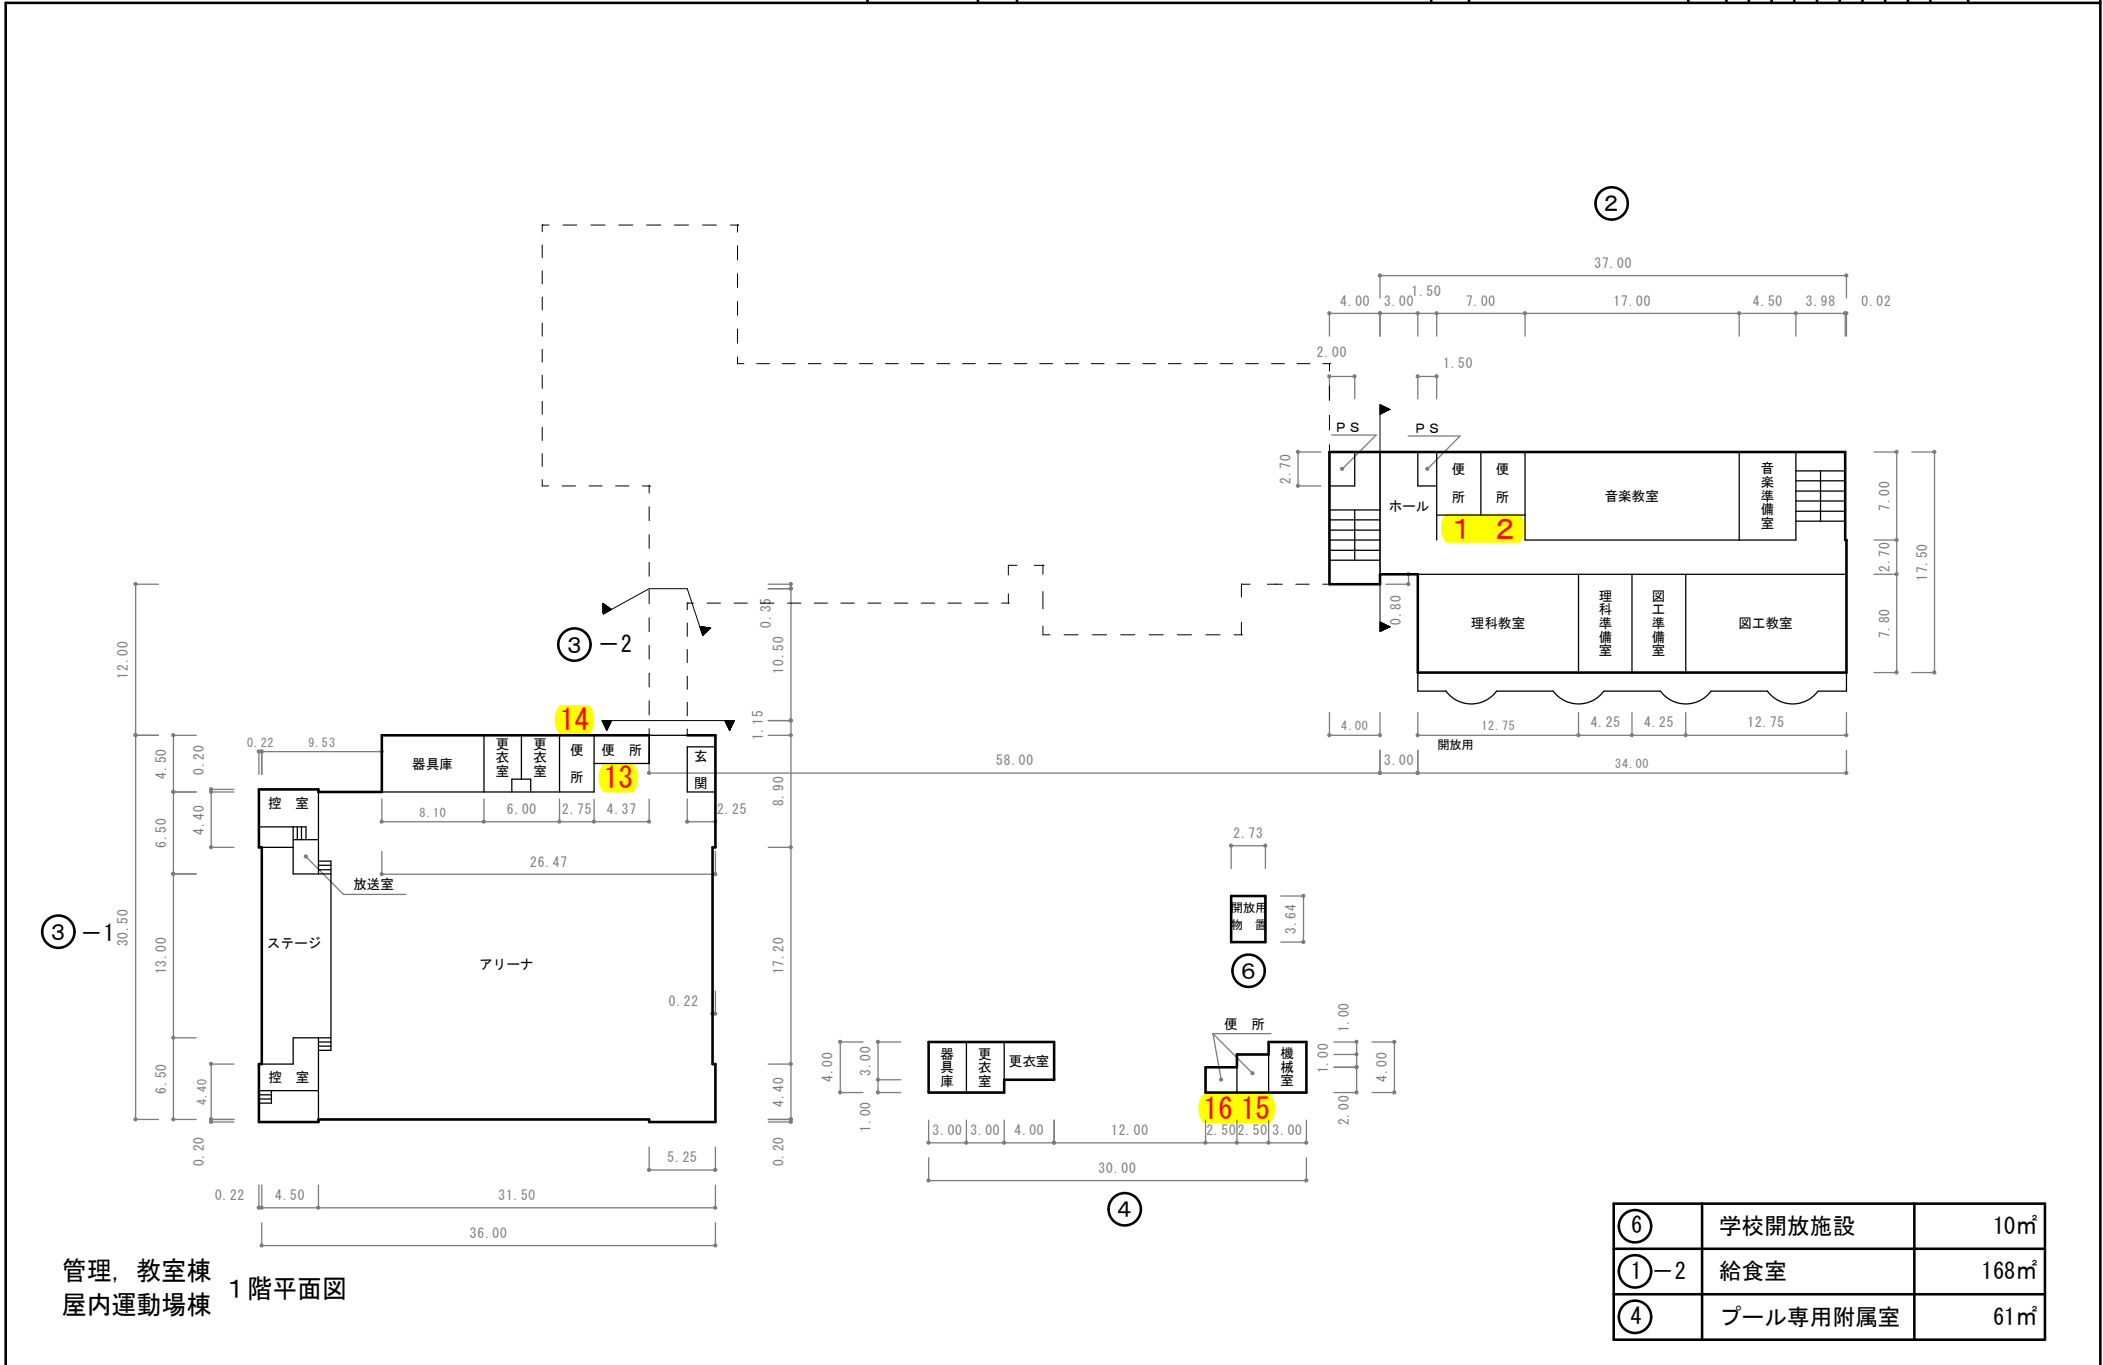 ②
37.00
4.00 3.00 1.50 7.00 17.00 4.50 3.98 0.02
2.00
1.50
PS
PS
2.70
ホール
便所
便所
音楽教室
音楽準備室
1 2
7.00
2.70
17.50
7.80
0.80
理科教室
理科準備室
図工準備室
図工教室
4.00
12.75 4.25 4.25 12.75
開放用
58.00
3.00
34.00
12.00
0.35
10.50
1.15
③−2
14
0.22 9.53
4.50
0.20
器具庫
更衣室
更衣室
便所
便 所
13
玄関
8.90
控 室
6.50
4.40
8.10 6.00 2.75 4.37 2.25
26.47
放送室
③−1
30.50
13.00
ステージ
アリーナ
17.20
0.22
6.50
4.40
控 室
4.40
0.20
0.20
5.25
0.22 4.50 31.50
36.00
2.73
開放用
物 置
3.64
⑥
便 所
4.00
3.00
1.00
器具庫
更衣室
更衣室
機械室
1.00
1.00
4.00
2.00
16 15
3.00 3.00 4.00 12.00 2.50 2.50 3.00
30.00
④
管理，教室棟
屋内運動場棟
1階平面図
⑥ 学校開放施設 10㎡
①−2 給食室 168㎡
④ プール専用附属室 61㎡